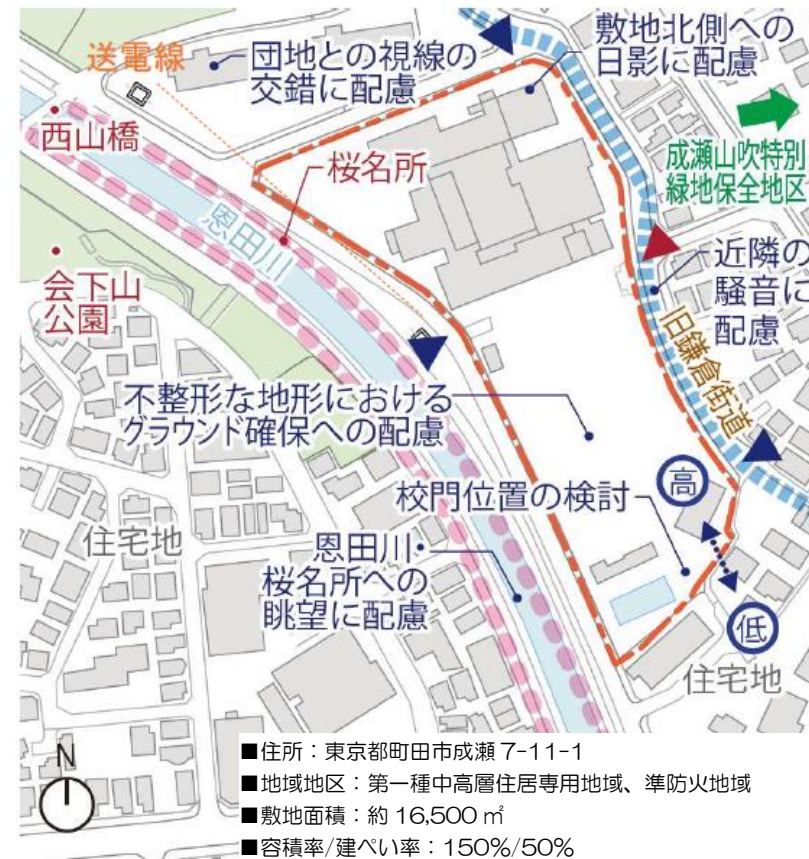 送電線
団地との視線の
交錯に配慮
敷地北側への
日影に配慮
西山橋
桜名所
成瀬山吹特別
緑地保全地区
恩田川
会下山
公園
近隣の
騒音に
配慮
旧鎌倉街道
不整形な地形における
グラウンド確保への配慮
高
校門位置の検討
住宅地
恩田川・
桜名所への
眺望に配慮
低
住宅地
N
■住所:東京都町田市成瀬 7-11-1
■地域地区:第一種中高層住居専用地域、準防火地域
■敷地面積:約 16,500 ㎡
■容積率/建ぺい率:150%/50%